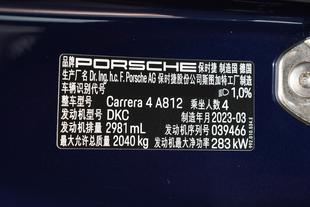 品牌 PORSCHE 保时捷 制造国 德国
生产厂名 Dr. Ing. h.c. F. Porsche AG 保时捷股份公司斯图加特工厂制造
车辆识别代号 1,0%
整车型号 Carrera 4 A812 乘坐人数 4
发动机型号 DKC 制造年月 2023-03
发动机排量 2981 mL 发动机号 039466
最大允许总质量 2040 kg 发动机最大净功率 283 kW